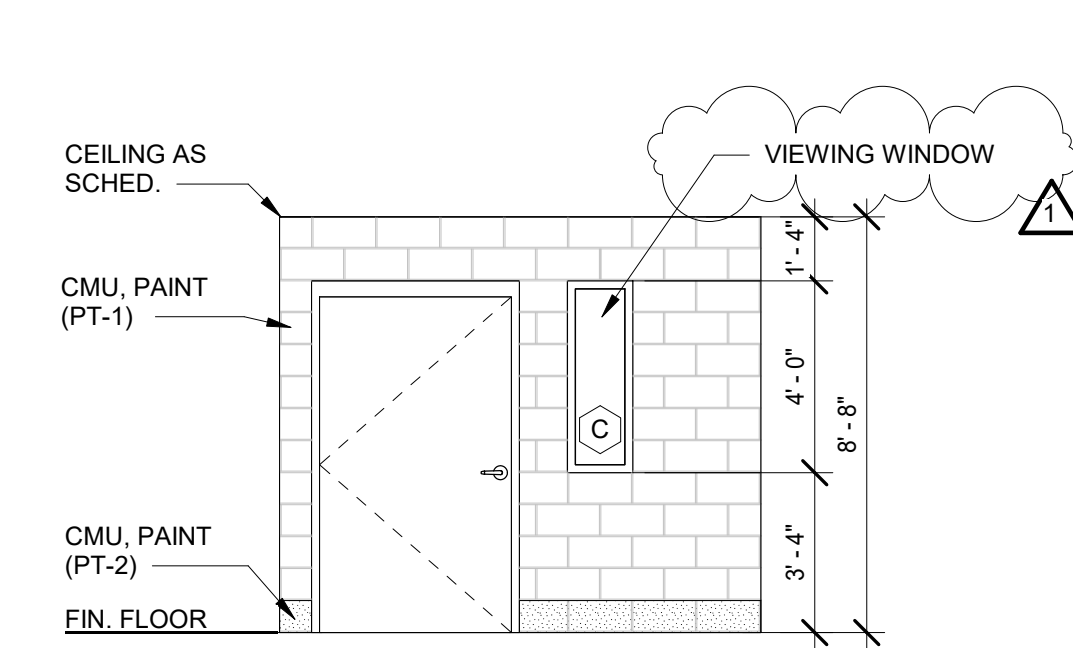 CEILING AS
SCHED.
VIEWING WINDOW
1
1' - 4"
CMU, PAINT
(PT-1)
4' - 0"
8' - 8"
C
CMU, PAINT
(PT-2)
3' - 4"
FIN. FLOOR